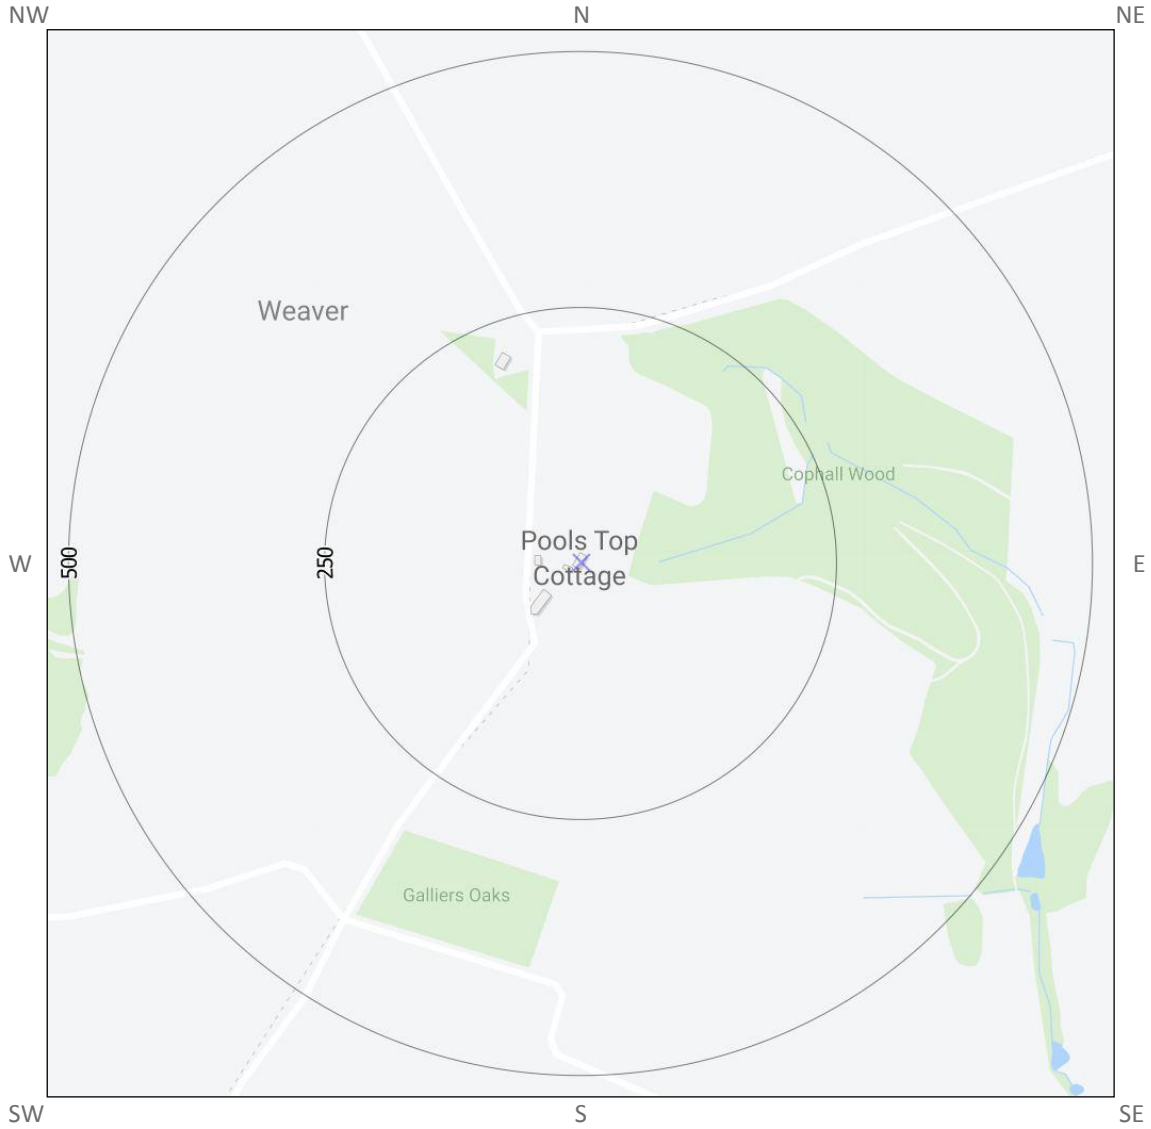 NW
N
NE
Weaver
Cophall Wood
Pools Top
Cottage
W
500
250
E
Galliers Oaks
SW
S
SE